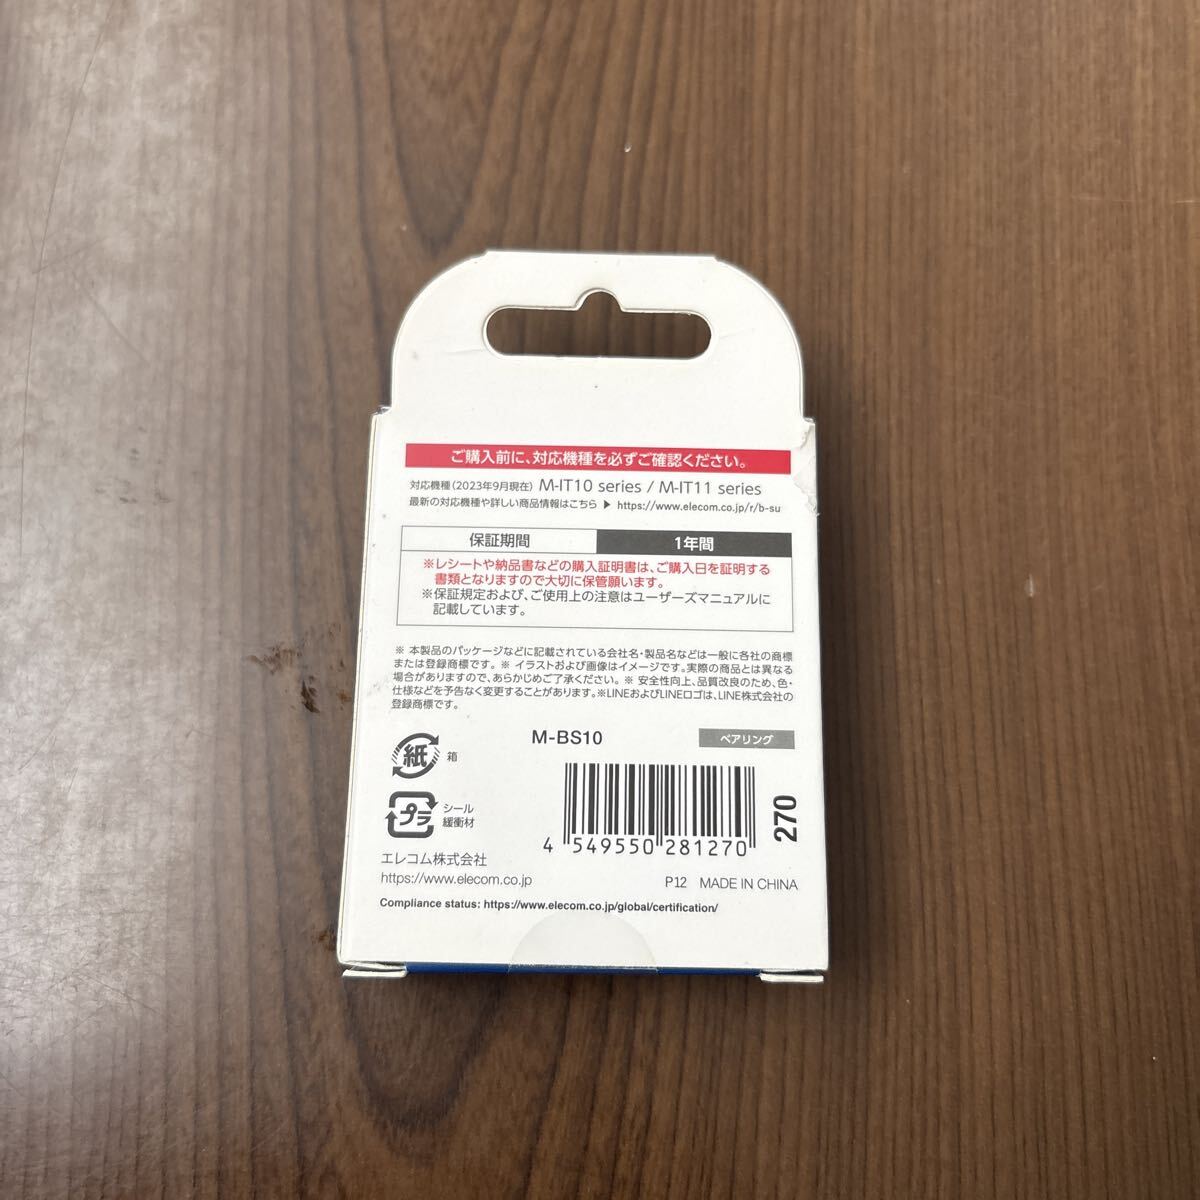 ご購入前に、対応機種を必ずご確認ください。
対応機種(2023年9月現在) M-IT10 series / M-IT11 series
最新の対応機種や詳しい商品情報はこちら ▶ https://www.elecom.co.jp/r/b-su
保証期間 1年間
※レシートや納品書などの購入証明書は、ご購入日を証明する
書類となりますので大切に保管願います。
※保証規定および、ご使用上の注意はユーザーズマニュアルに
記載しています。
※ 本製品のパッケージなどに記載されている会社名・製品名などは一般に各社の商標
または登録商標です。 ※ イラストおよび画像はイメージです。実際の商品とは異なる
場合がありますので、あらかじめご了承ください。 ※ 安全性向上、品質改良のため、色・
仕様などを予告なく変更することがあります。※LINEおよびLINEロゴは、LINE株式会社の
登録商標です。
M-BS10 ベアリング
紙 箱
プラ シール
緩衝材
4 549550 281270
270
エレコム株式会社
https://www.elecom.co.jp
P12 MADE IN CHINA
Compliance status: https://www.elecom.co.jp/global/certification/